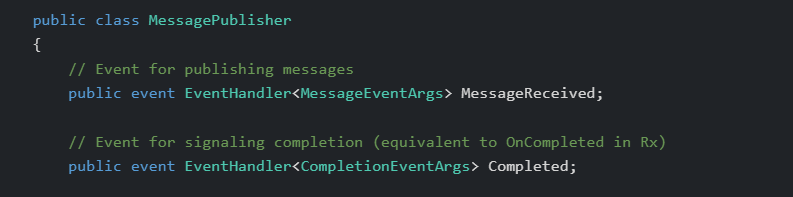 public class MessagePublisher
{
// Event for publishing messages
public event EventHandler<MessageEventArgs> MessageReceived;
// Event for signaling completion (equivalent to OnCompleted in Rx)
public event EventHandler<CompletionEventArgs> Completed;